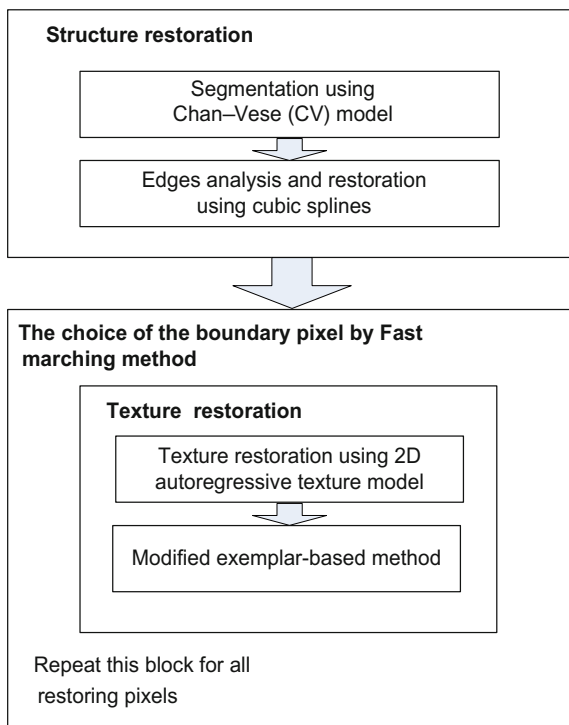 Structure restoration
Segmentation using
Chan–Vese (CV) model
Edges analysis and restoration
using cubic splines
The choice of the boundary pixel by Fast
marching method
Texture restoration
Texture restoration using 2D
autoregressive texture model
Modified exemplar-based method
Repeat this block for all
restoring pixels